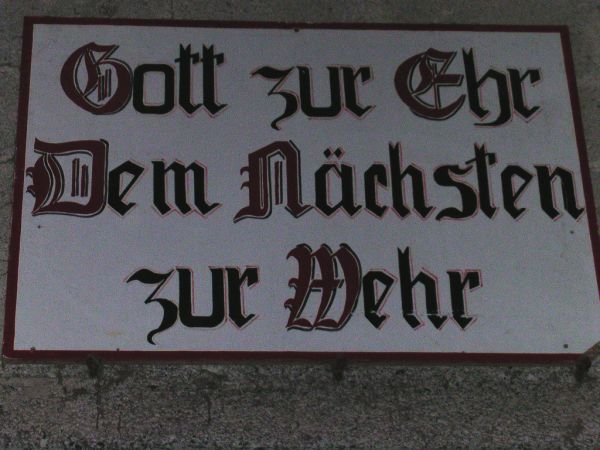 Gott zur Ehr
Dem Nächsten
zur Wehr